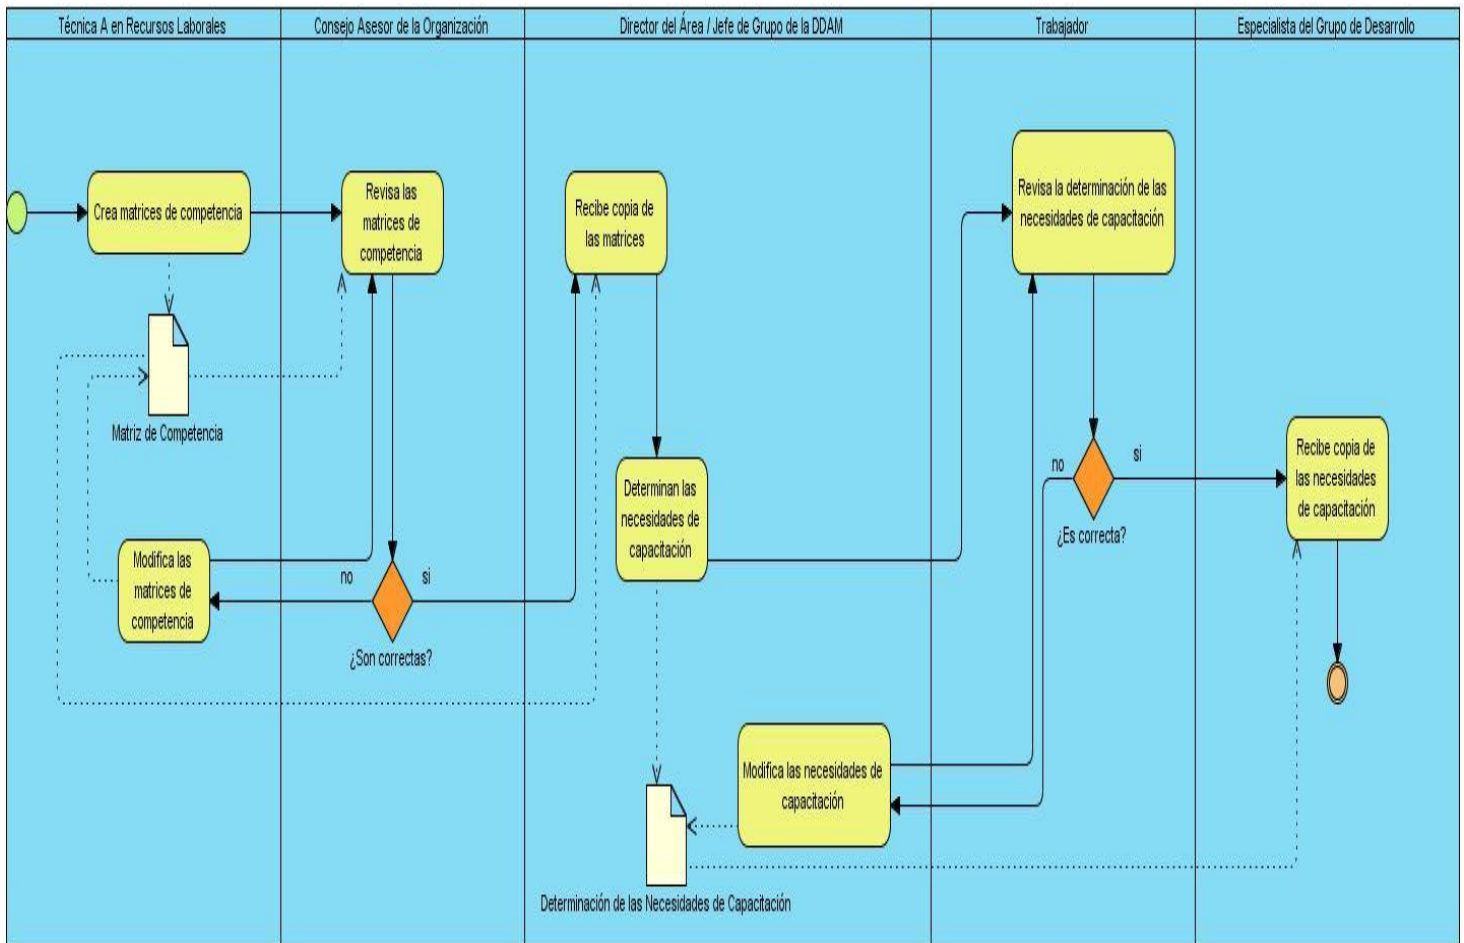 Técnica A en Recursos Laborales
Consejo Asesor de la Organización
Director del Área / Jefe de Grupo de la DDAM
Trabajador
Especialista del Grupo de Desarrollo
Crea matrices de competencia
Revisa las
matrices de
competencia
Recibe copia de
las matrices
Revisa la determinación de las
necesidades de capacitación
Matriz de Competencia
Modifica las
matrices de
competencia
no
si
¿Son correctas?
Determinan las
necesidades de
capacitación
no
si
¿Es correcta?
Recibe copia de
las necesidades
de capacitación
Modifica las necesidades de
capacitación
Determinación de las Necesidades de Capacitación